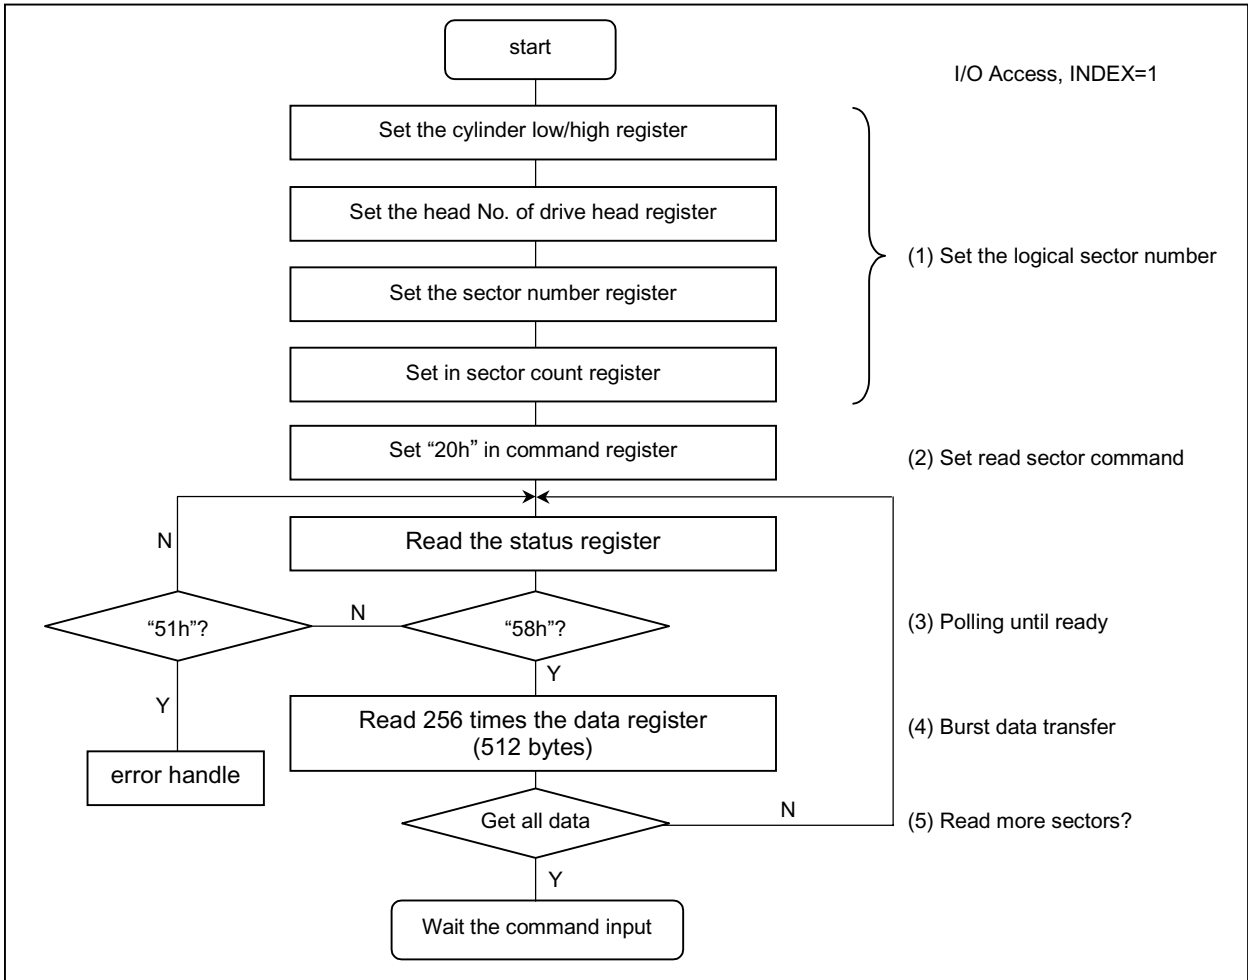 start
I/O Access, INDEX=1
Set the cylinder low/high register
Set the head No. of drive head register
(1) Set the logical sector number
Set the sector number register
Set in sector count register
Set “20h” in command register
(2) Set read sector command
Read the status register
N
“51h”?
N
“58h”?
(3) Polling until ready
Y
Y
Read 256 times the data register
(512 bytes)
(4) Burst data transfer
error handle
Get all data
N
(5) Read more sectors?
Y
Wait the command input